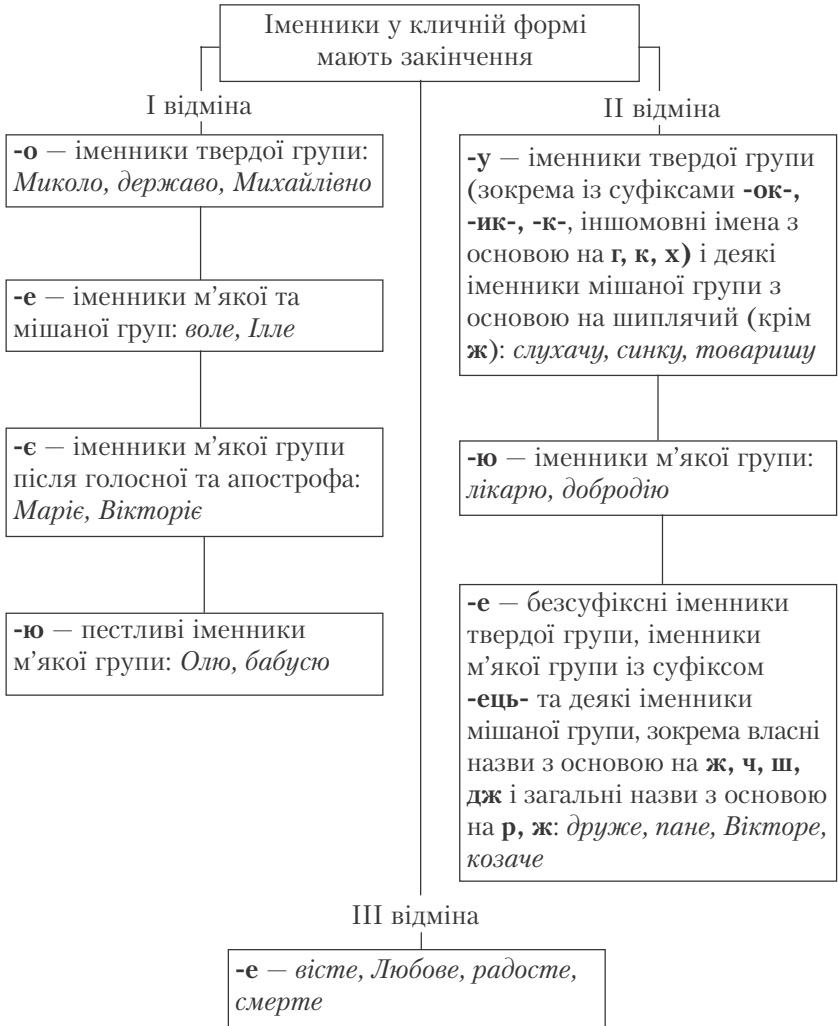 Іменники у кличній формі
мають закінчення
І відміна
-о — іменники твердої групи:
Миколо, державо, Михайлівно
-е — іменники м’якої та
мішаної груп: воле, Ілле
-є — іменники м’якої групи
після голосної та апострофа:
Маріє, Вікторіє
-ю — пестливі іменники
м’якої групи: Олю, бабусю
ІІ відміна
-у — іменники твердої групи
(зокрема із суфіксами -ок-,
-ик-, -к-, іншомовні імена з
основою на г, к, х) і деякі
іменники мішаної групи з
основою на шиплячий (крім
ж): слухачу, синку, товаришу
-ю — іменники м’якої групи:
лікарю, добродію
-е — безсуфіксні іменники
твердої групи, іменники
м’якої групи із суфіксом
-ець- та деякі іменники
мішаної групи, зокрема власні
назви з основою на ж, ч, ш,
дж і загальні назви з основою
на р, ж: друже, пане, Вікторе,
козаче
ІІІ відміна
-е — вісте, Любове, радосте,
смерте